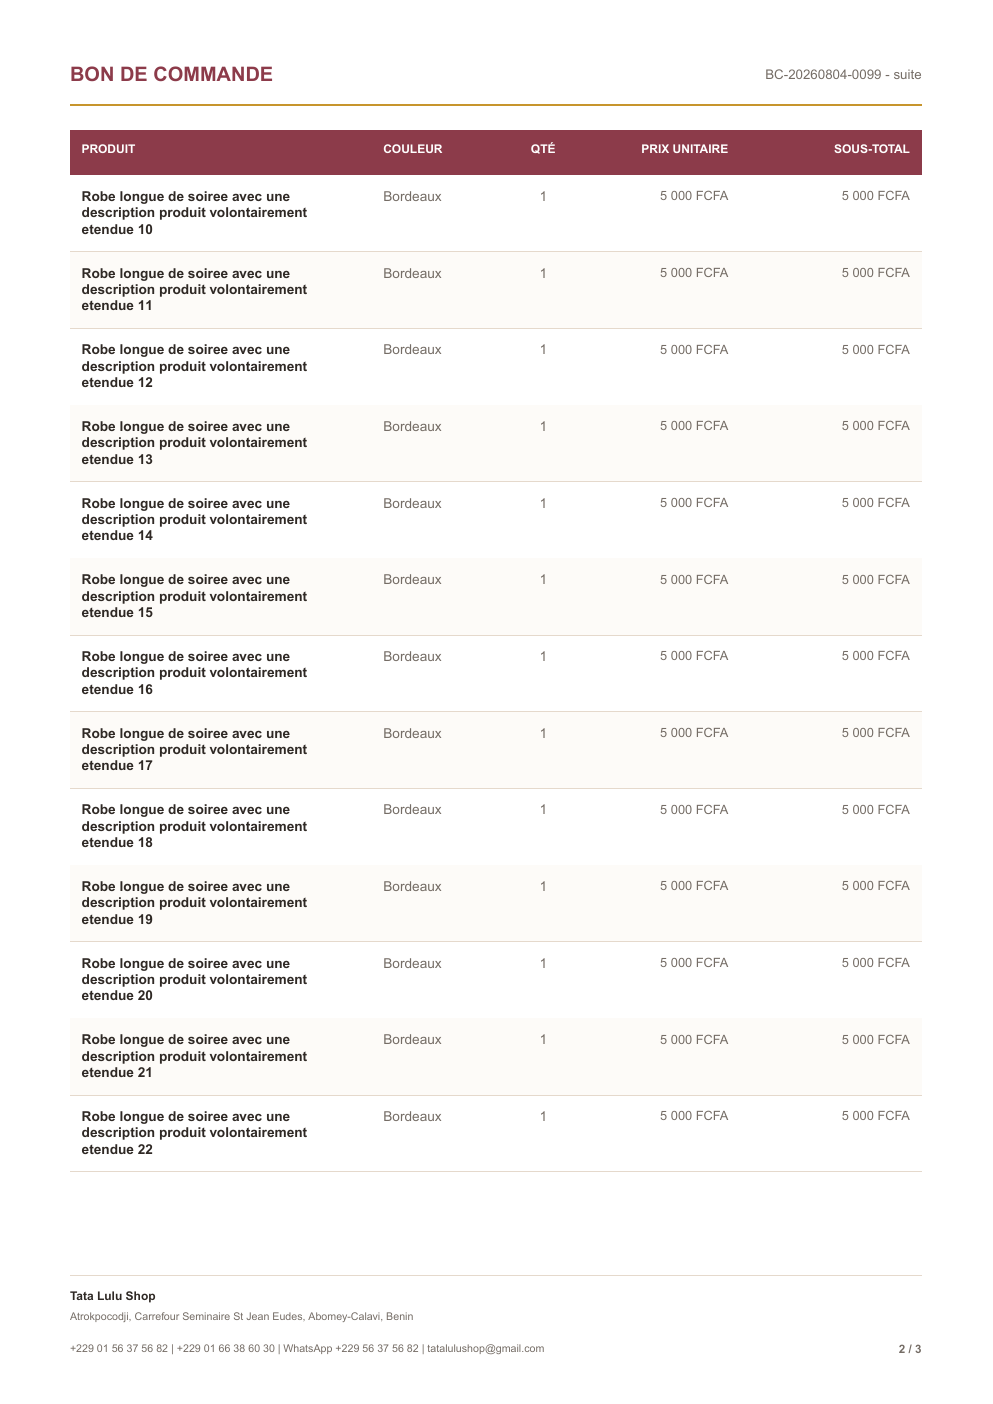 BON DE COMMANDE
BC-20260804-0099 - suite
PRODUIT COULEUR QTÉ PRIX UNITAIRE SOUS-TOTAL
Robe longue de soiree avec une Bordeaux 1 5 000 FCFA 5 000 FCFA
description produit volontairement
etendue 10
Robe longue de soiree avec une Bordeaux 1 5 000 FCFA 5 000 FCFA
description produit volontairement
etendue 11
Robe longue de soiree avec une Bordeaux 1 5 000 FCFA 5 000 FCFA
description produit volontairement
etendue 12
Robe longue de soiree avec une Bordeaux 1 5 000 FCFA 5 000 FCFA
description produit volontairement
etendue 13
Robe longue de soiree avec une Bordeaux 1 5 000 FCFA 5 000 FCFA
description produit volontairement
etendue 14
Robe longue de soiree avec une Bordeaux 1 5 000 FCFA 5 000 FCFA
description produit volontairement
etendue 15
Robe longue de soiree avec une Bordeaux 1 5 000 FCFA 5 000 FCFA
description produit volontairement
etendue 16
Robe longue de soiree avec une Bordeaux 1 5 000 FCFA 5 000 FCFA
description produit volontairement
etendue 17
Robe longue de soiree avec une Bordeaux 1 5 000 FCFA 5 000 FCFA
description produit volontairement
etendue 18
Robe longue de soiree avec une Bordeaux 1 5 000 FCFA 5 000 FCFA
description produit volontairement
etendue 19
Robe longue de soiree avec une Bordeaux 1 5 000 FCFA 5 000 FCFA
description produit volontairement
etendue 20
Robe longue de soiree avec une Bordeaux 1 5 000 FCFA 5 000 FCFA
description produit volontairement
etendue 21
Robe longue de soiree avec une Bordeaux 1 5 000 FCFA 5 000 FCFA
description produit volontairement
etendue 22
Tata Lulu Shop
Atrokpocodji, Carrefour Seminaire St Jean Eudes, Abomey-Calavi, Benin
+229 01 56 37 56 82 | +229 01 66 38 60 30 | WhatsApp +229 56 37 56 82 | tatalulushop@gmail.com
2 / 3